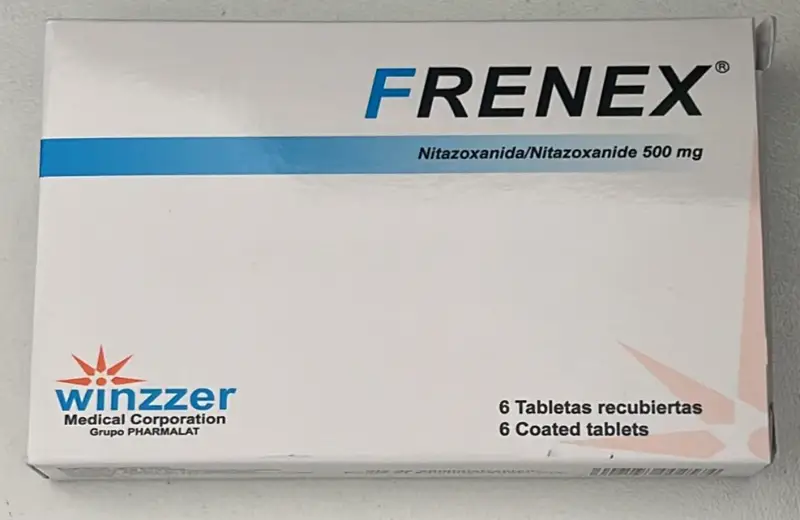 FRENEX®
Nitazoxanida/Nitazoxanide 500 mg
winzzer
Medical Corporation
Grupo PHARMALAT
6 Tabletas recubiertas
6 Coated tablets